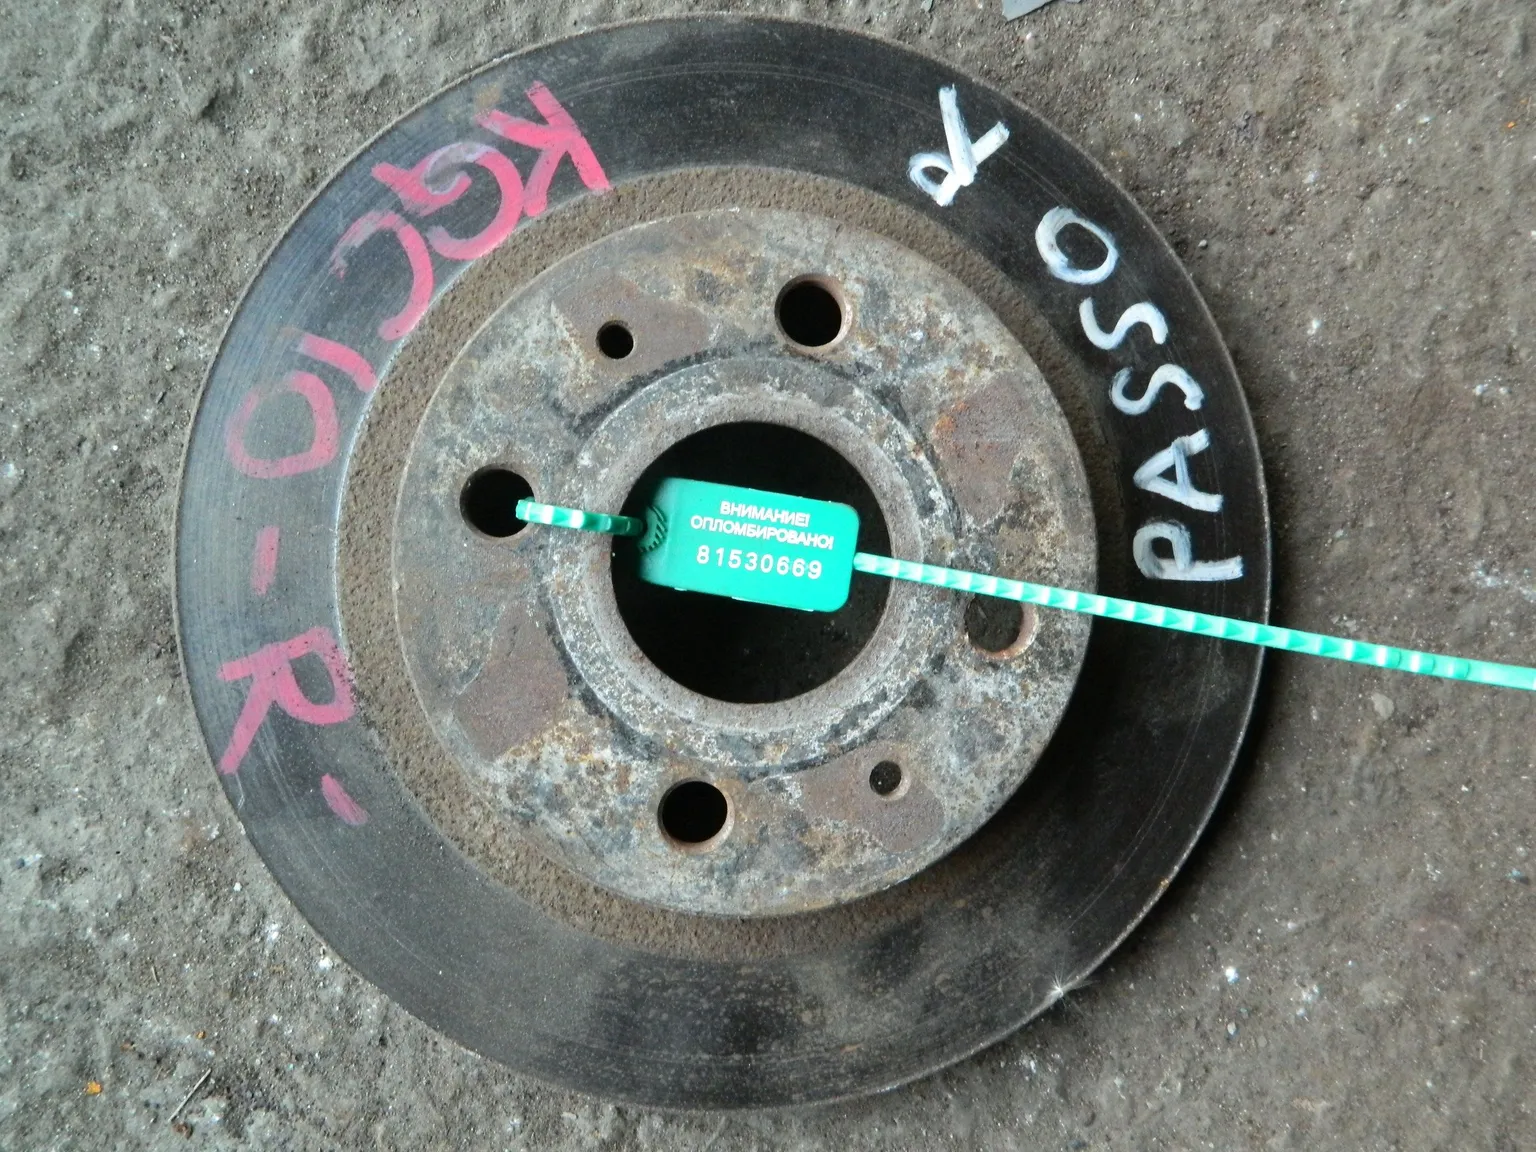 KGC10-R
PASSO R
ВНИМАНИЕ!
ОПЛОМБИРОВАНО!
81530669